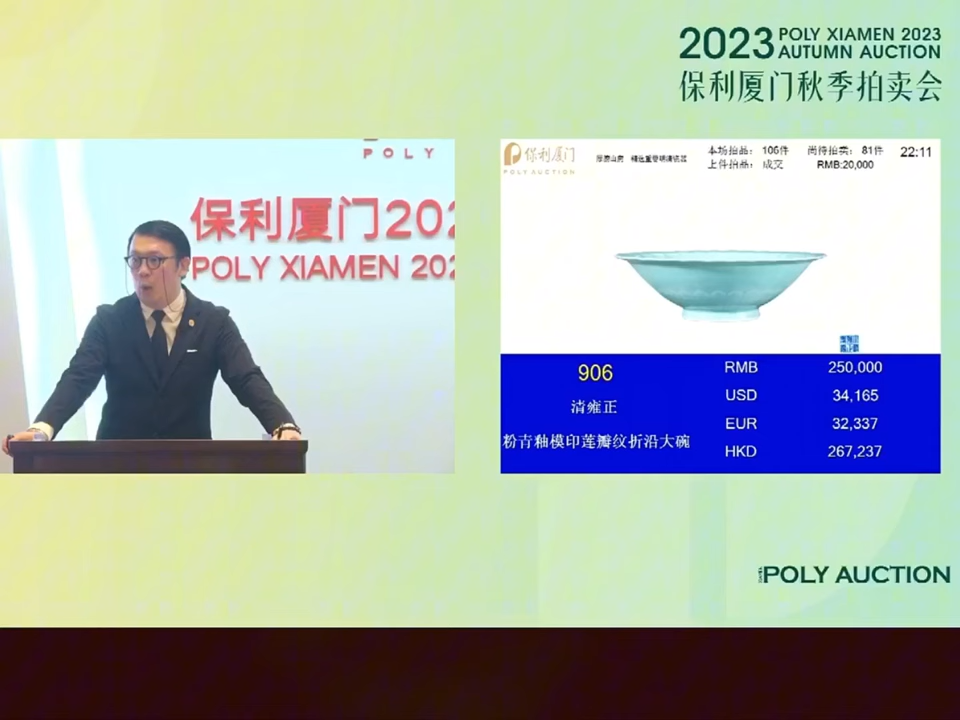 2023 POLY XIAMEN 2023
AUTUMN AUCTION
保利厦门秋季拍卖会
POLY
保利厦门202
POLY XIAMEN 202
保利厦门
POLY AUCTION
本场拍品： 106件 尚待拍卖： 81件 22:11
上件拍品： 成交 RMB:20,000
906
清雍正
粉青釉模印莲瓣纹折沿大碗
RMB 250,000
USD 34,165
EUR 32,337
HKD 267,237
POLY AUCTION